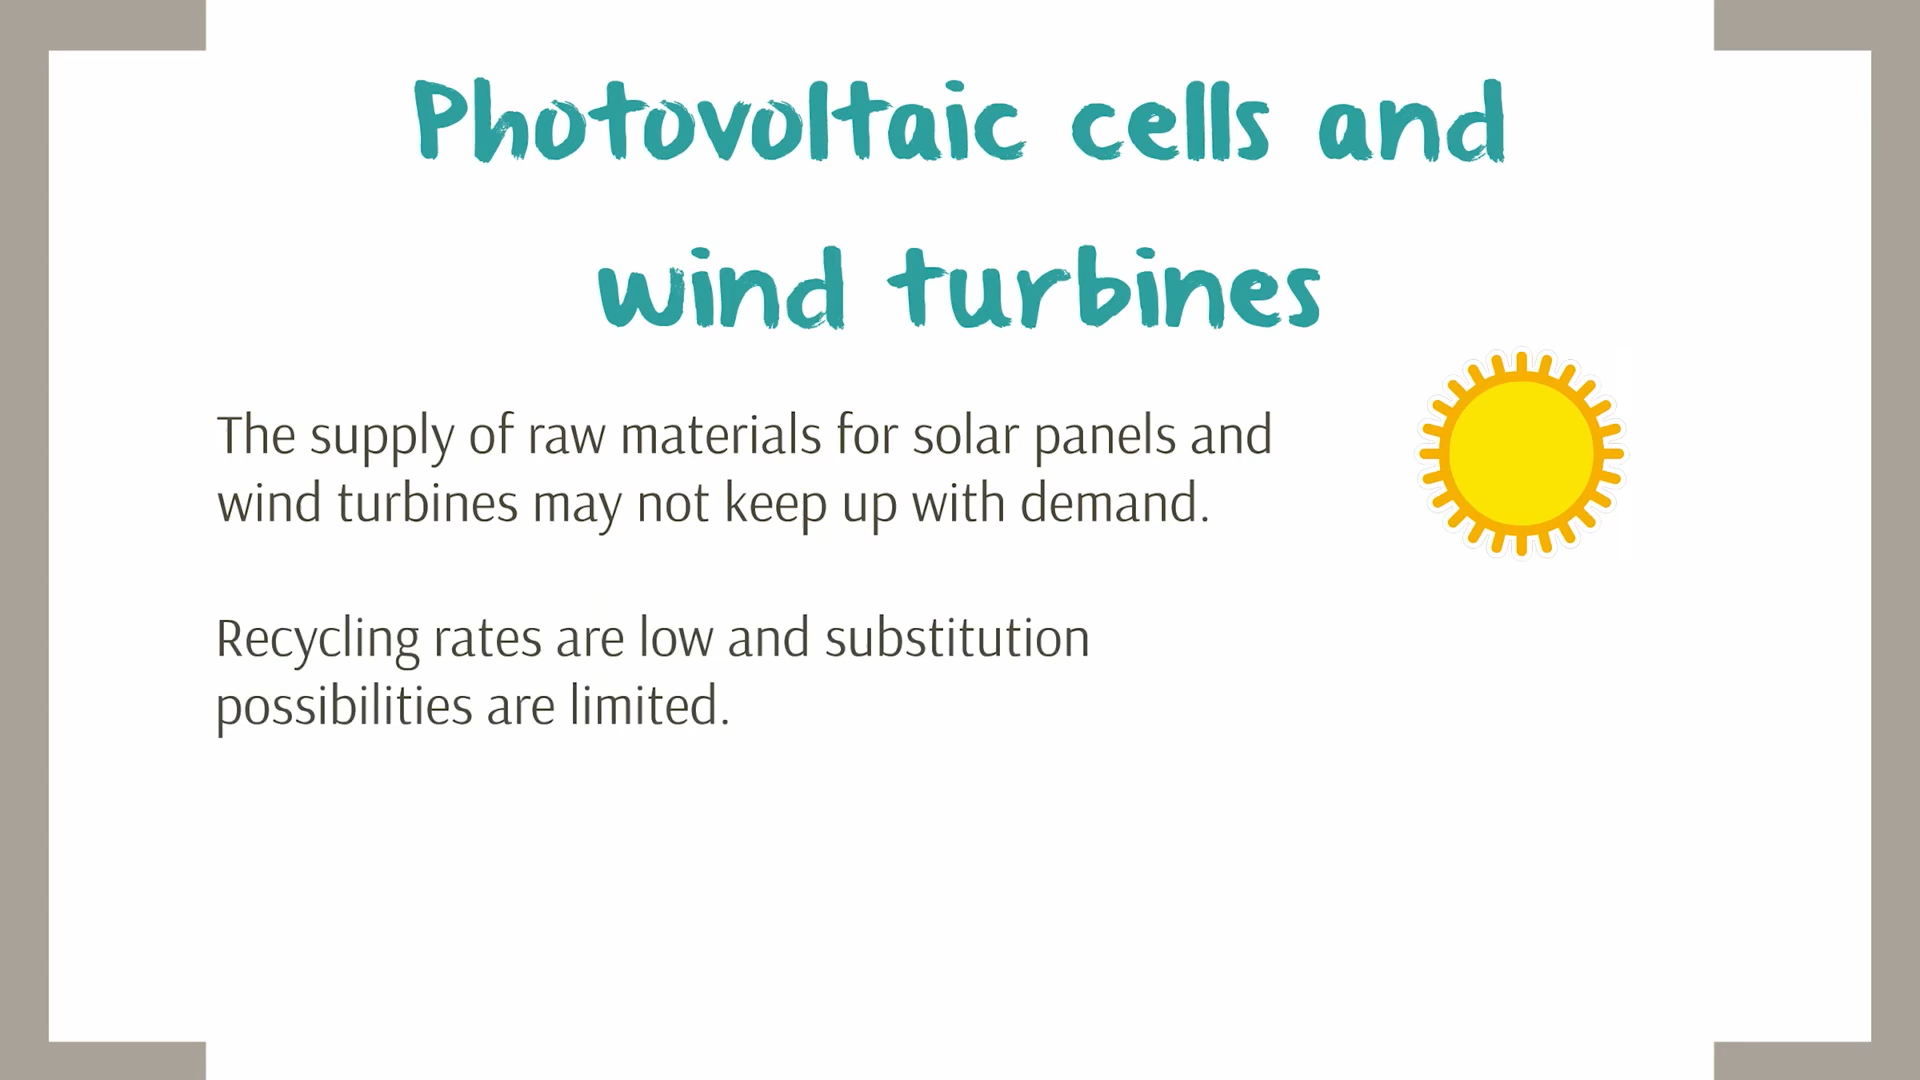 Photovoltaic cells and
wind turbines
The supply of raw materials for solar panels and
wind turbines may not keep up with demand.
Recycling rates are low and substitution
possibilities are limited.